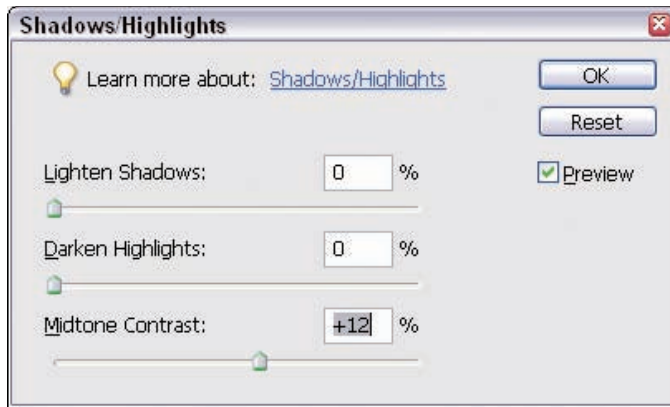 Shadows/Highlights
Learn more about: Shadows/Highlights
OK
Reset
Preview
Lighten Shadows: 0 %
Darken Highlights: 0 %
Midtone Contrast: +12 %